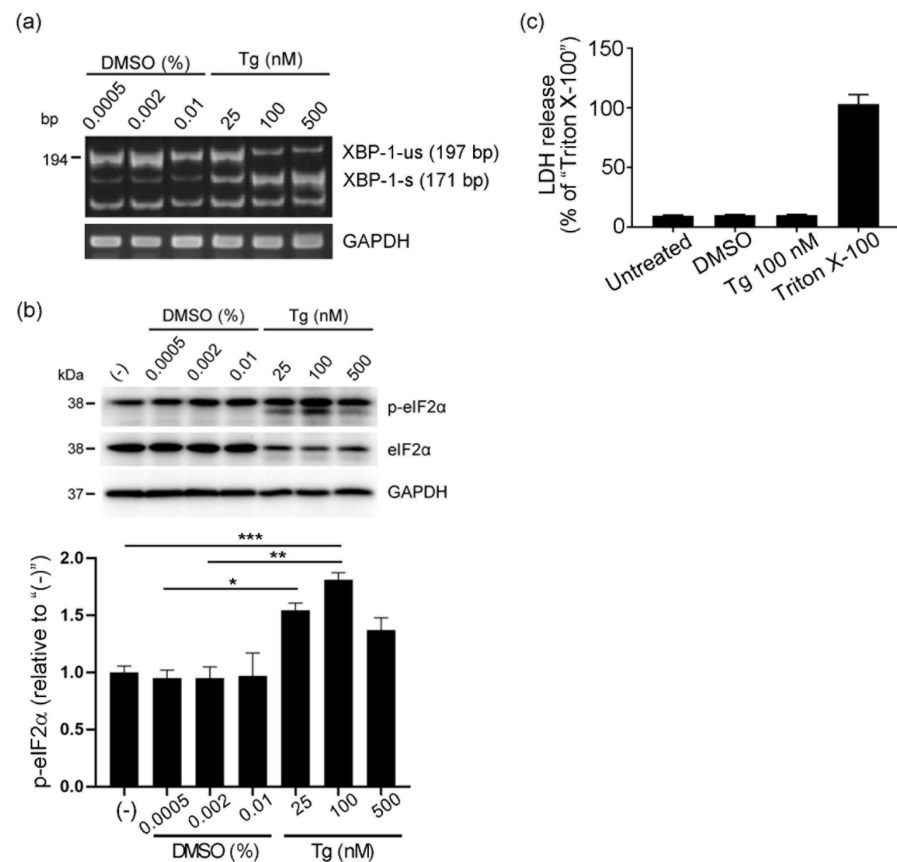 (a)
DMSO (%) Tg (nM)
0.0005 0.002 0.01 25 100 500
bp
194
XBP-1-us (197 bp)
XBP-1-s (171 bp)
GAPDH
(b)
DMSO (%) Tg (nM)
kDa (-) 0.0005 0.002 0.01 25 100 500
38 p-eIF2α
38 eIF2α
37 GAPDH
p-eIF2α (relative to “(-)”)
2.0
1.5
1.0
0.5
0.0
***
**
*
(-) 0.0005 0.002 0.01 25 100 500
DMSO (%) Tg (nM)
(c)
LDH release
(% of “Triton X-100”)
150
100
50
0
Untreated DMSO Tg 100 nM Triton X-100